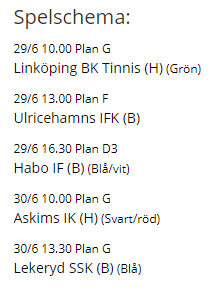 Spelschema:
29/6 10.00 Plan G
Linköping BK Tinnis (H) (Grön)
29/6 13.00 Plan F
Ulricehamns IFK (B)
29/6 16.30 Plan D3
Habo IF (B) (Blå/vit)
30/6 10.00 Plan G
Askims IK (H) (Svart/röd)
30/6 13.30 Plan G
Lekeryd SSK (B) (Blå)